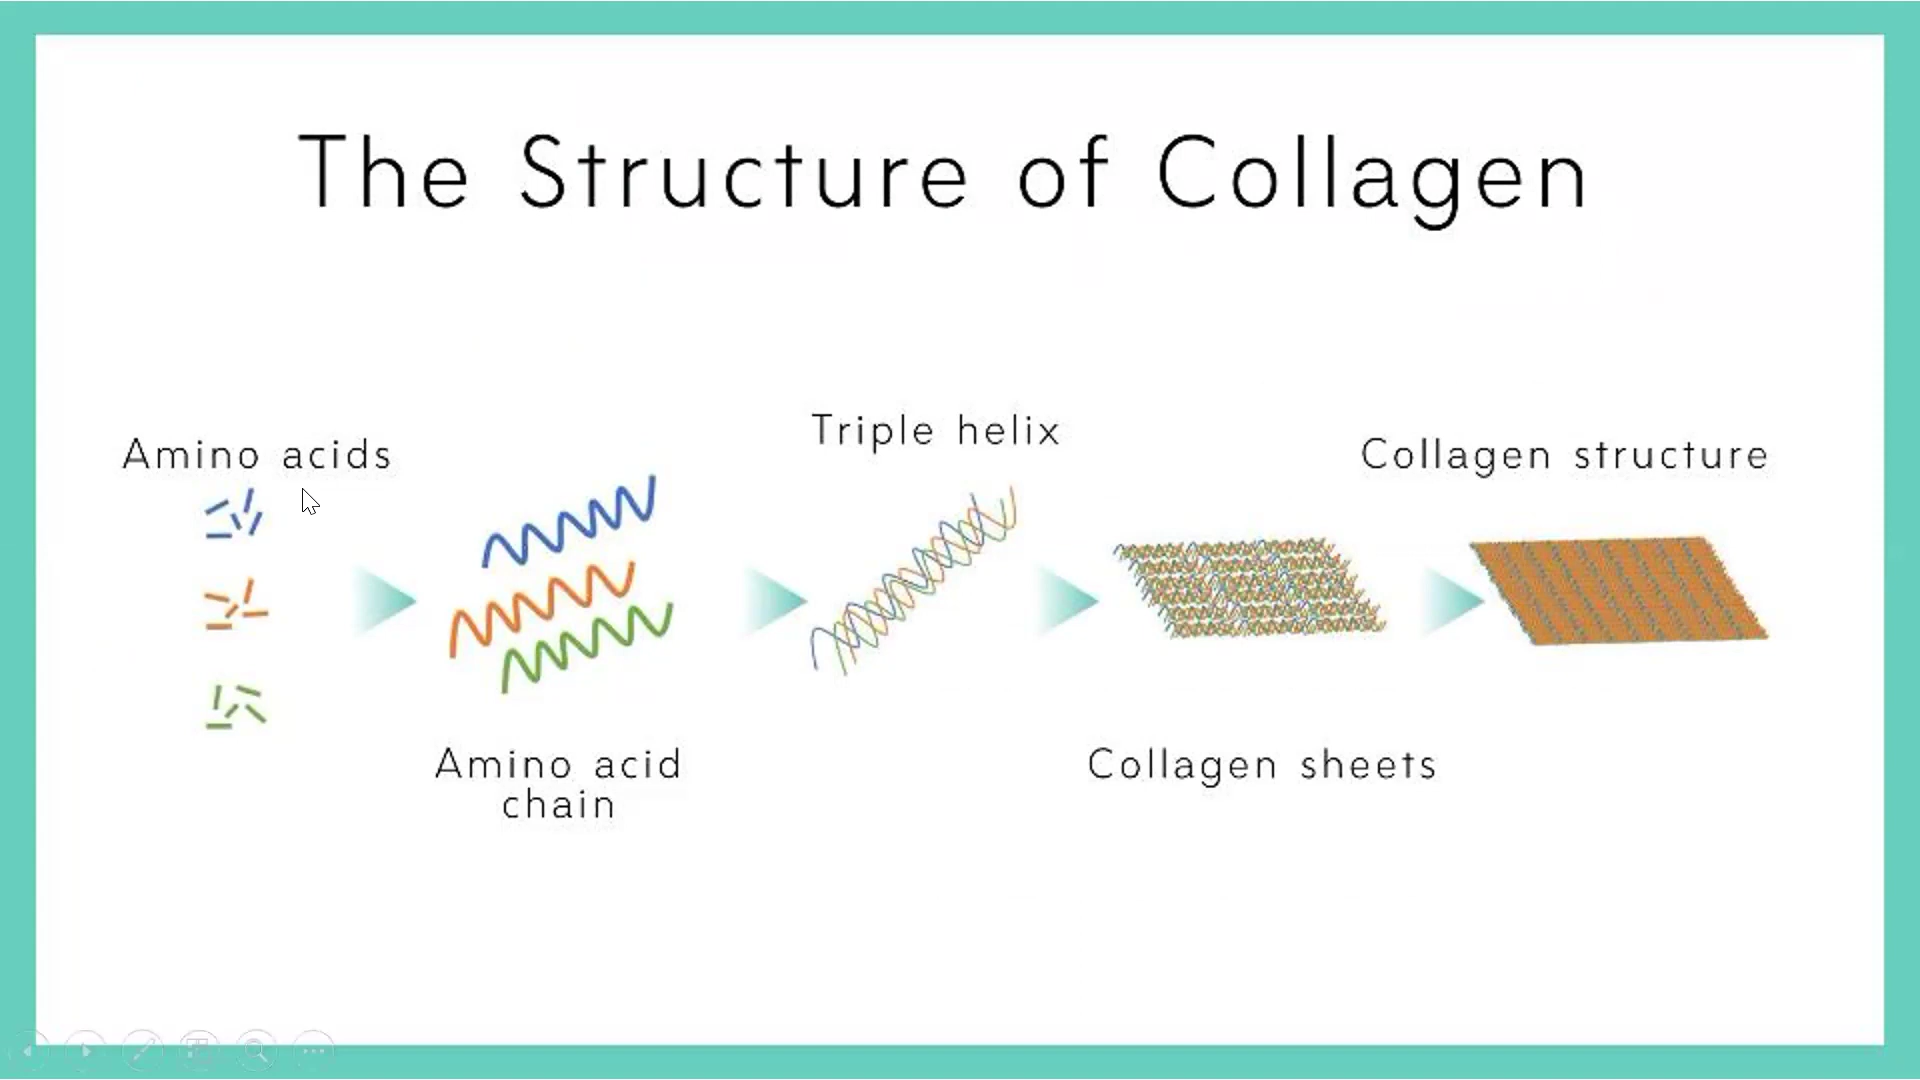 The Structure of Collagen
Amino acids
Amino acid
chain
Triple helix
Collagen sheets
Collagen structure